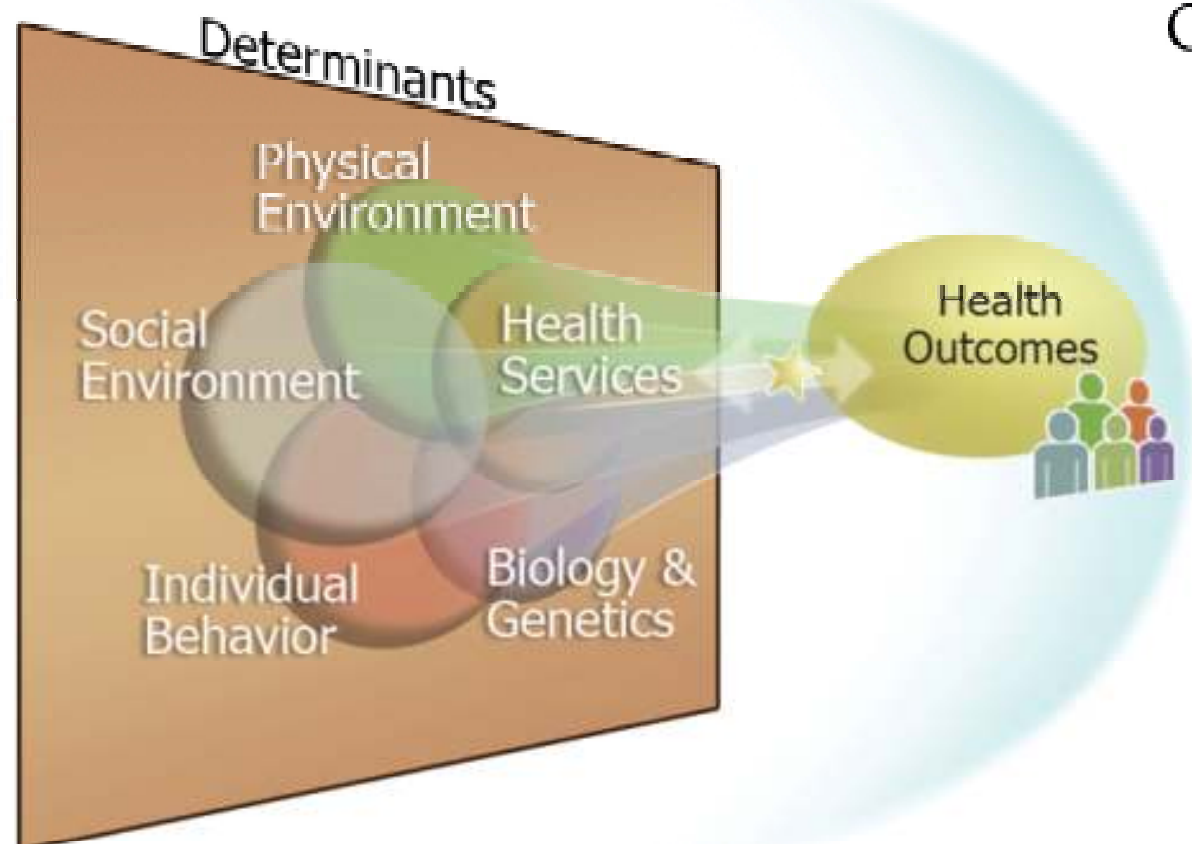 Determinants
Physical
Environment
Social
Environment
Health
Services
Individual
Behavior
Biology &
Genetics
Health
Outcomes